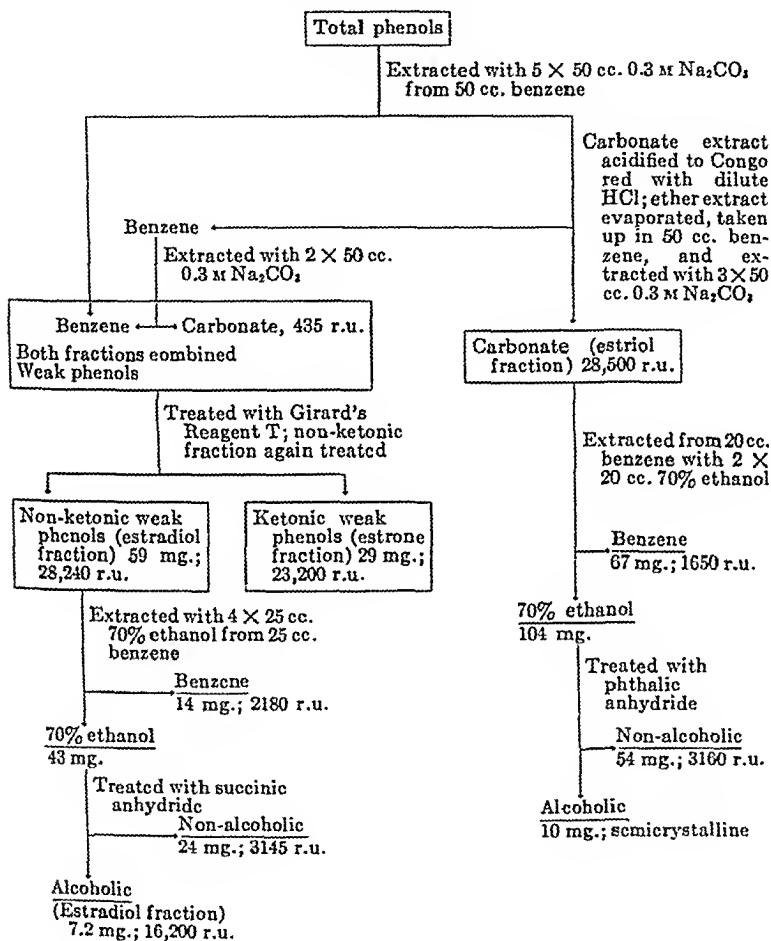 Total phenols
Extracted with 5 × 50 cc. 0.3 M Na₂CO₃
from 50 cc. benzene
Carbonate extract
acidified to Congo
red with dilute
HCl; ether extract
evaporated, taken
up in 50 cc. ben-
zene, and ex-
tracted with 3×50
cc. 0.3 M Na₂CO₃
Benzene
Extracted with 2 × 50 cc.
0.3 M Na₂CO₃
Benzene Carbonate, 435 r.u.
Both fractions combined
Weak phenols
Carbonate (estriol
fraction) 28,500 r.u.
Treated with Girard's
Reagent T; non-ketonic
fraction again treated
Extracted from 20 cc.
benzene with 2 ×
20 cc. 70% ethanol
Non-ketonic weak
phenols (estradiol
fraction) 59 mg.;
28,240 r.u.
Ketonic weak
phenols (estrone
fraction) 29 mg.;
23,200 r.u.
Benzene
67 mg.; 1650 r.u.
Extracted with 4 × 25 cc.
70% ethanol from 25 cc.
benzene
70% ethanol
104 mg.
Benzene
14 mg.; 2180 r.u.
Treated with
phthalic
anhydride
70% ethanol
43 mg.
Non-alcoholic
54 mg.; 3160 r.u.
Treated with succinic
anhydride
Alcoholic
10 mg.; semicrystalline
Non-alcoholic
24 mg.; 3145 r.u.
Alcoholic
(Estradiol fraction)
7.2 mg.; 16,200 r.u.